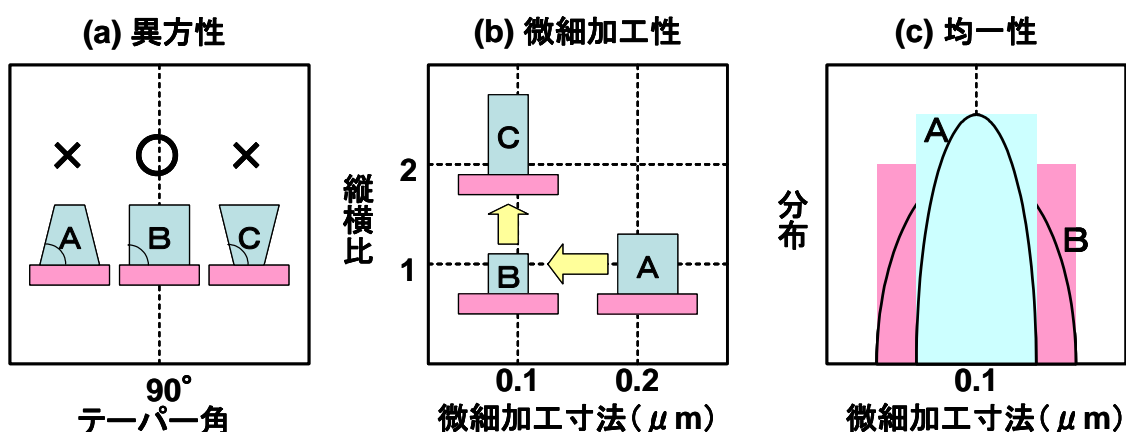 (a) 異方性
×
○
×
A
B
C
90°
テーパー角
(b) 微細加工性
縦横比
2
1
C
B
A
0.1
0.2
微細加工寸法(μm)
(c) 均一性
分布
A
B
0.1
微細加工寸法(μm)